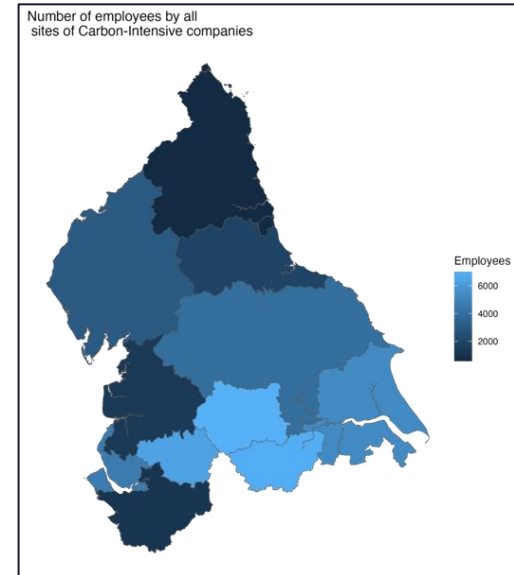 Number of employees by all
sites of Carbon-Intensive companies
Employees
6000
4000
2000